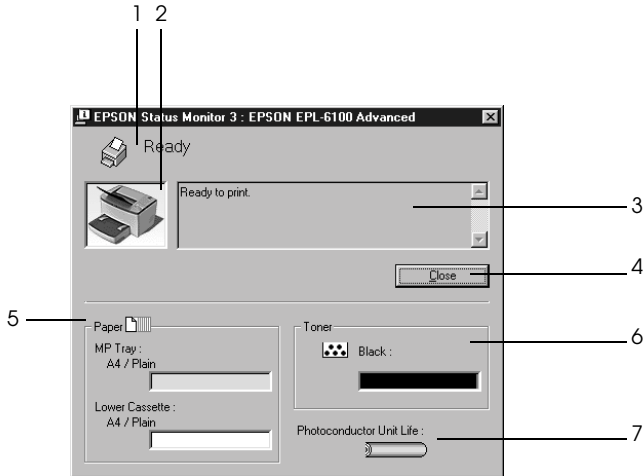 1 2
EPSON Status Monitor 3 : EPSON EPL-6100 Advanced
Ready
Ready to print.
3
Close
4
5
Paper
MP Tray :
A4 / Plain
Lower Cassette :
A4 / Plain
Toner
Black :
6
Photoconductor Unit Life :
7